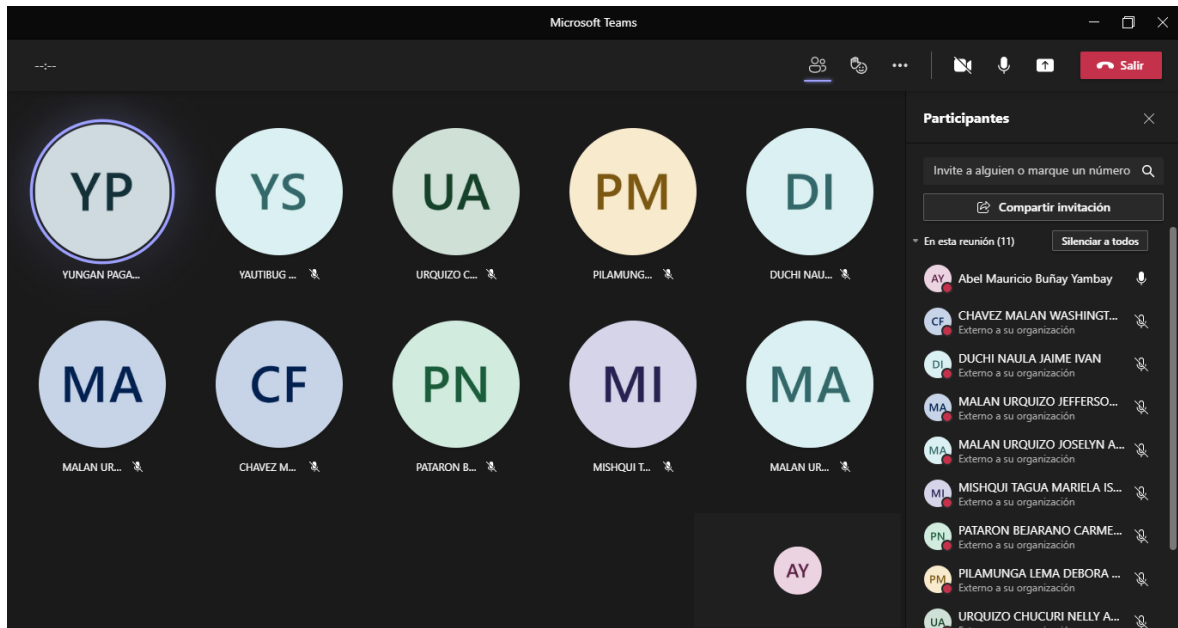 Microsoft Teams
--:--
Salir
YP
YS
UA
PM
DI
YUNGAN PAGA...
YAUTIBUG ...
URQUIZO C...
PILAMUNG...
DUCHI NAU...
MA
CF
PN
MI
MA
MALAN UR...
CHAVEZ M...
PATARON B...
MISHQUI T...
MALAN UR...
AY
Participantes
Invite a alguien o marque un número
Compartir invitación
En esta reunión (11)
Silenciar a todos
AY
Abel Mauricio Buñay Yambay
CF
CHAVEZ MALAN WASHINGT...
Externo a su organización
DI
DUCHI NAULA JAIME IVAN
Externo a su organización
MA
MALAN URQUIZO JEFFERSO...
Externo a su organización
MA
MALAN URQUIZO JOSELYN A...
Externo a su organización
MI
MISHQUI TAGUA MARIELA IS...
Externo a su organización
PN
PATARON BEJARANO CARME...
Externo a su organización
PM
PILAMUNGA LEMA DEBORA ...
Externo a su organización
UA
URQUIZO CHUCURI NELLY A...